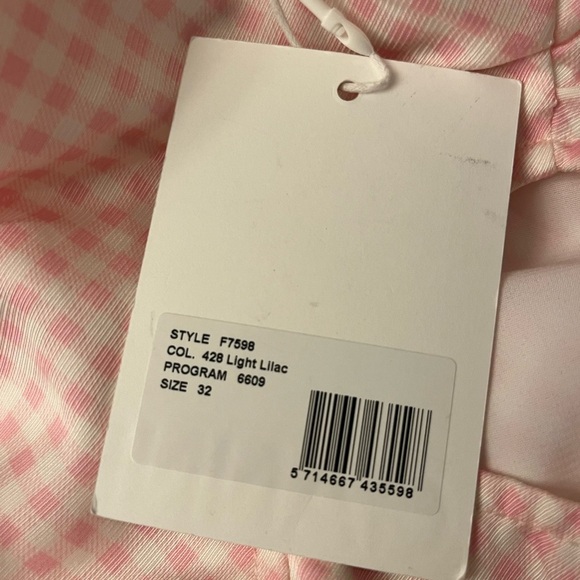 STYLE F7598
COL. 428 Light Lilac
PROGRAM 6609
SIZE 32
5 714667 435598